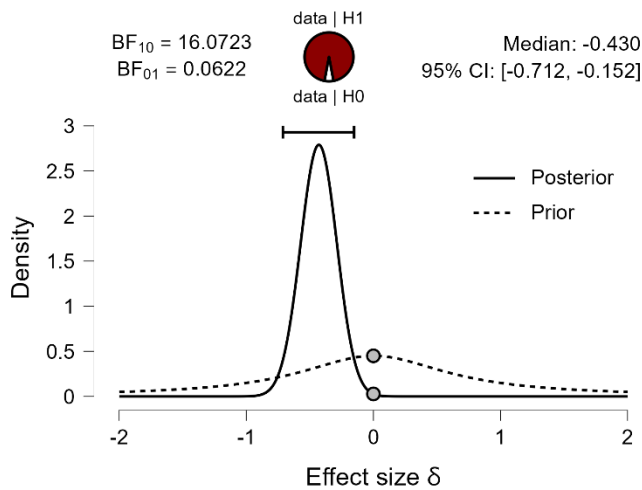 data | H1
BF₁₀ = 16.0723
BF₀₁ = 0.0622
data | H0
Median: -0.430
95% CI: [-0.712, -0.152]
3
2.5
2
1.5
1
0.5
0
Density
Posterior
Prior
-2 -1 0 1 2
Effect size δ